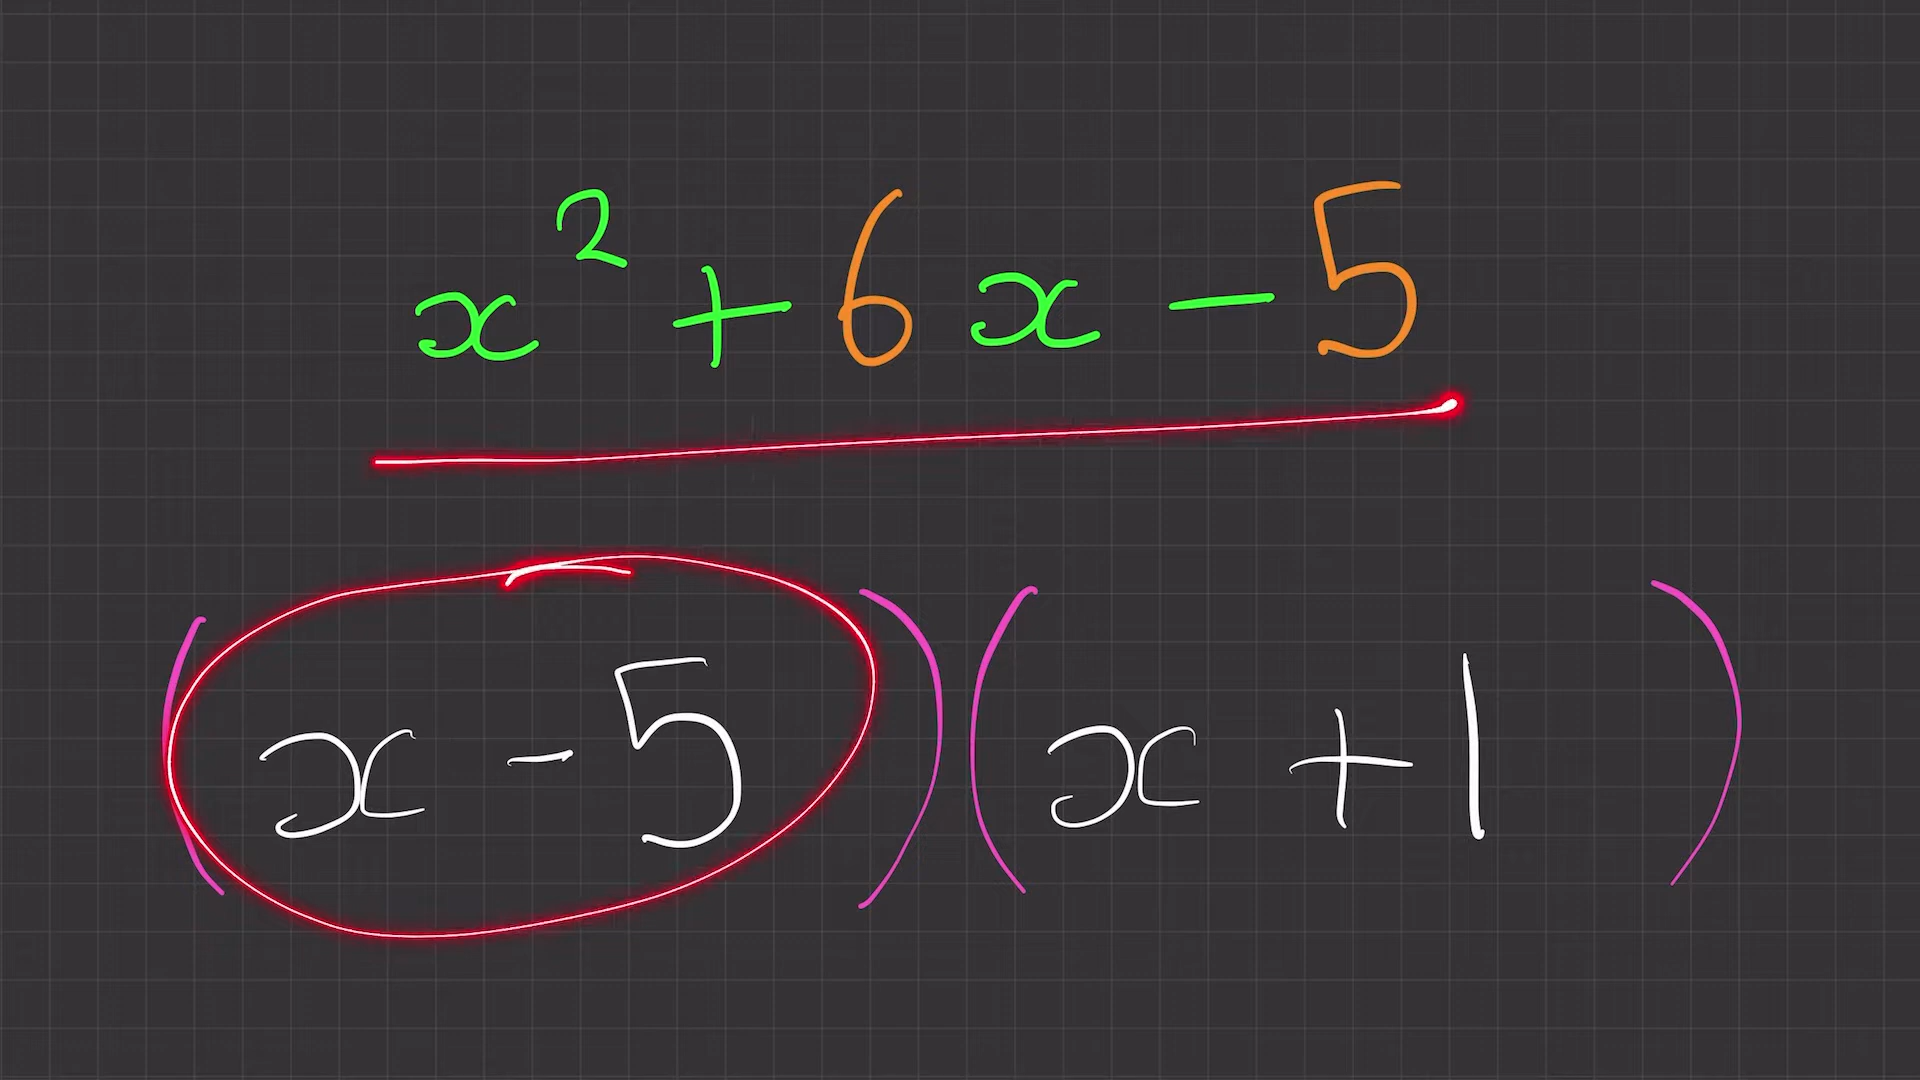 x² + 6x - 5
(x - 5)(x + 1)